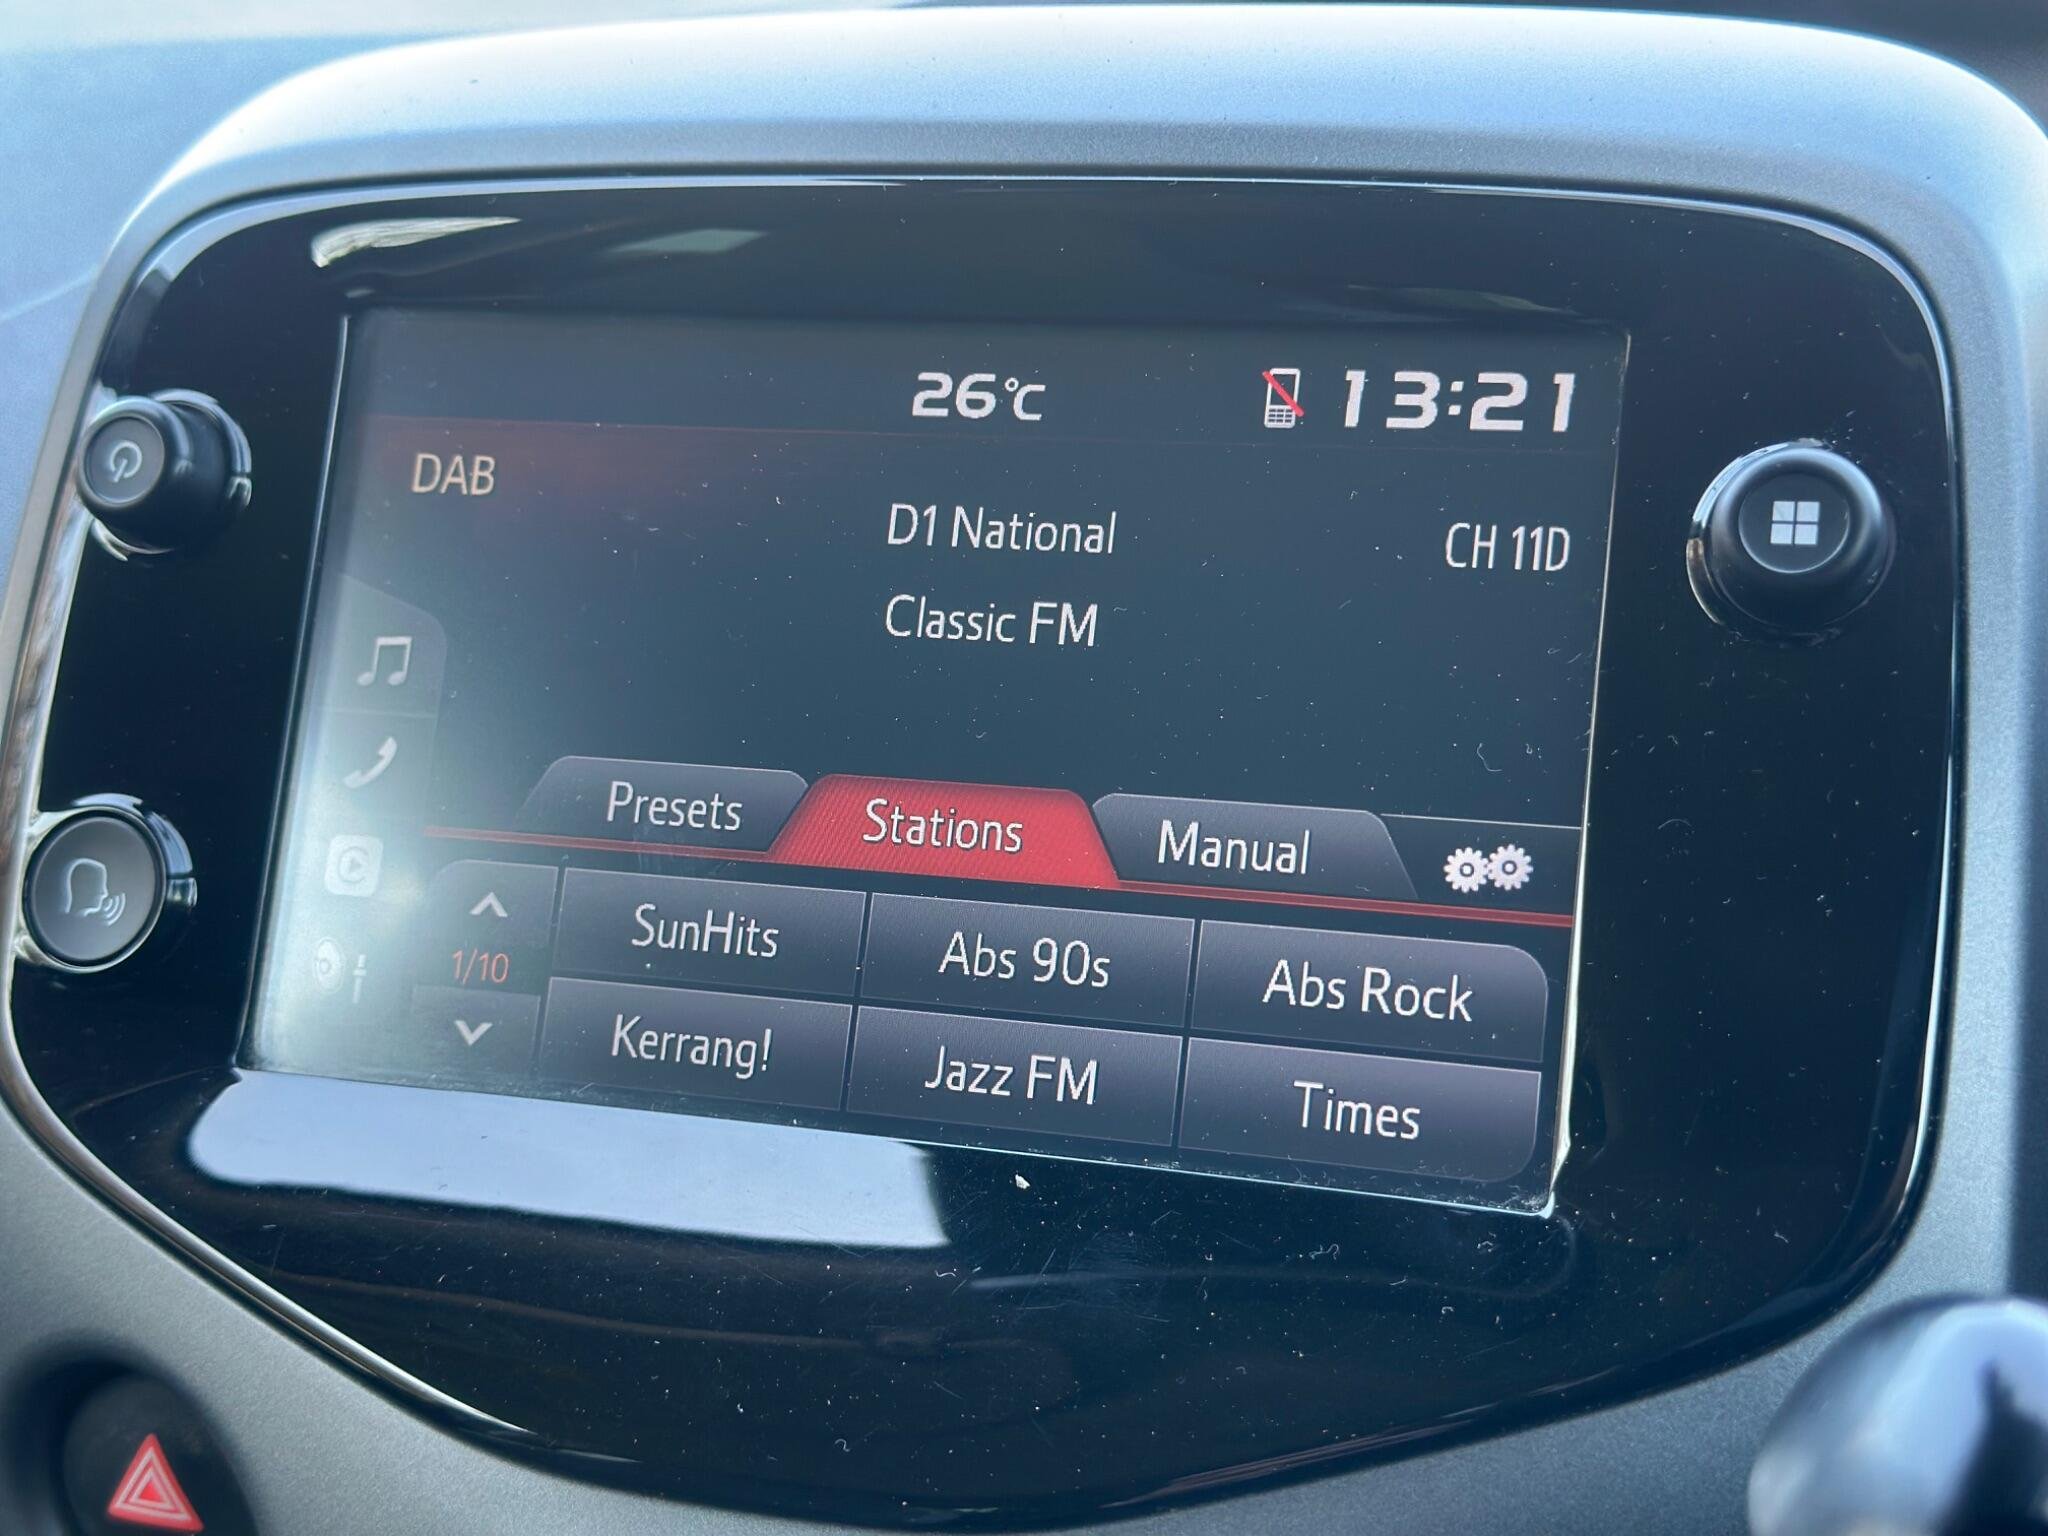 26°C 13:21
DAB
D1 National CH 11D
Classic FM
Presets Stations Manual
SunHits Abs 90s Abs Rock
1/10
Kerrang! Jazz FM Times